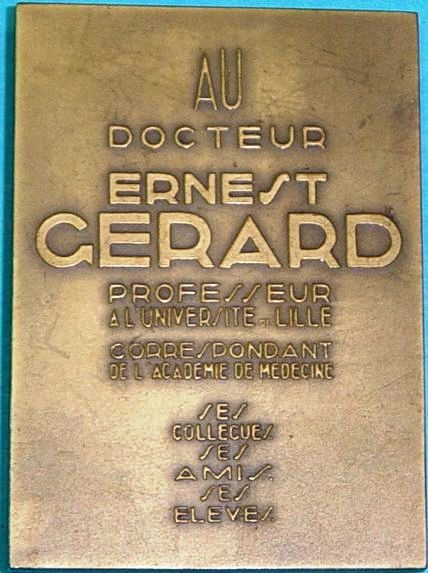 AU
DOCTEUR
ERNEST
GERARD
PROFESSEUR
A L'UNIVERSITE DE LILLE
CORRESPONDANT
DE L'ACADEMIE DE MEDECINE
SES
COLLEGUES.
SES
AMIS.
SES
ELEVES.